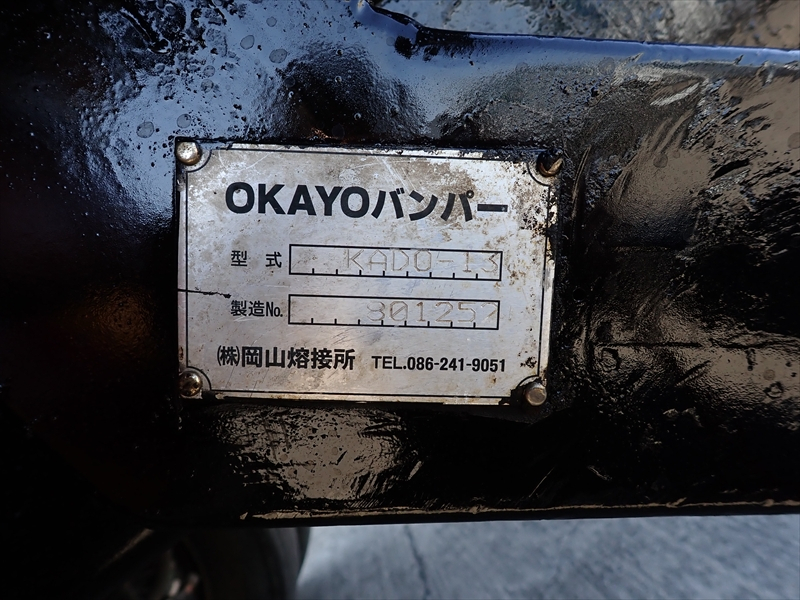 OKAYOバンパー
型式 KADO-13
製造No. 301257
㈱岡山熔接所 TEL.086-241-9051